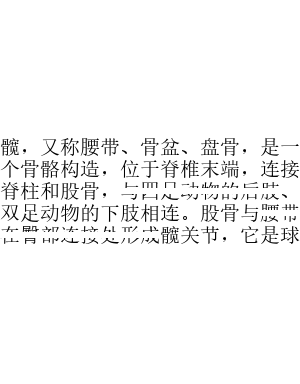 髋，又称腰带、骨盆、盘骨，是一
个骨骼构造，位于脊椎末端，连接
脊柱和股骨，与四足动物的后肢、
双足动物的下肢相连。股骨与腰带
在臀部连接处形成髋关节，它是球